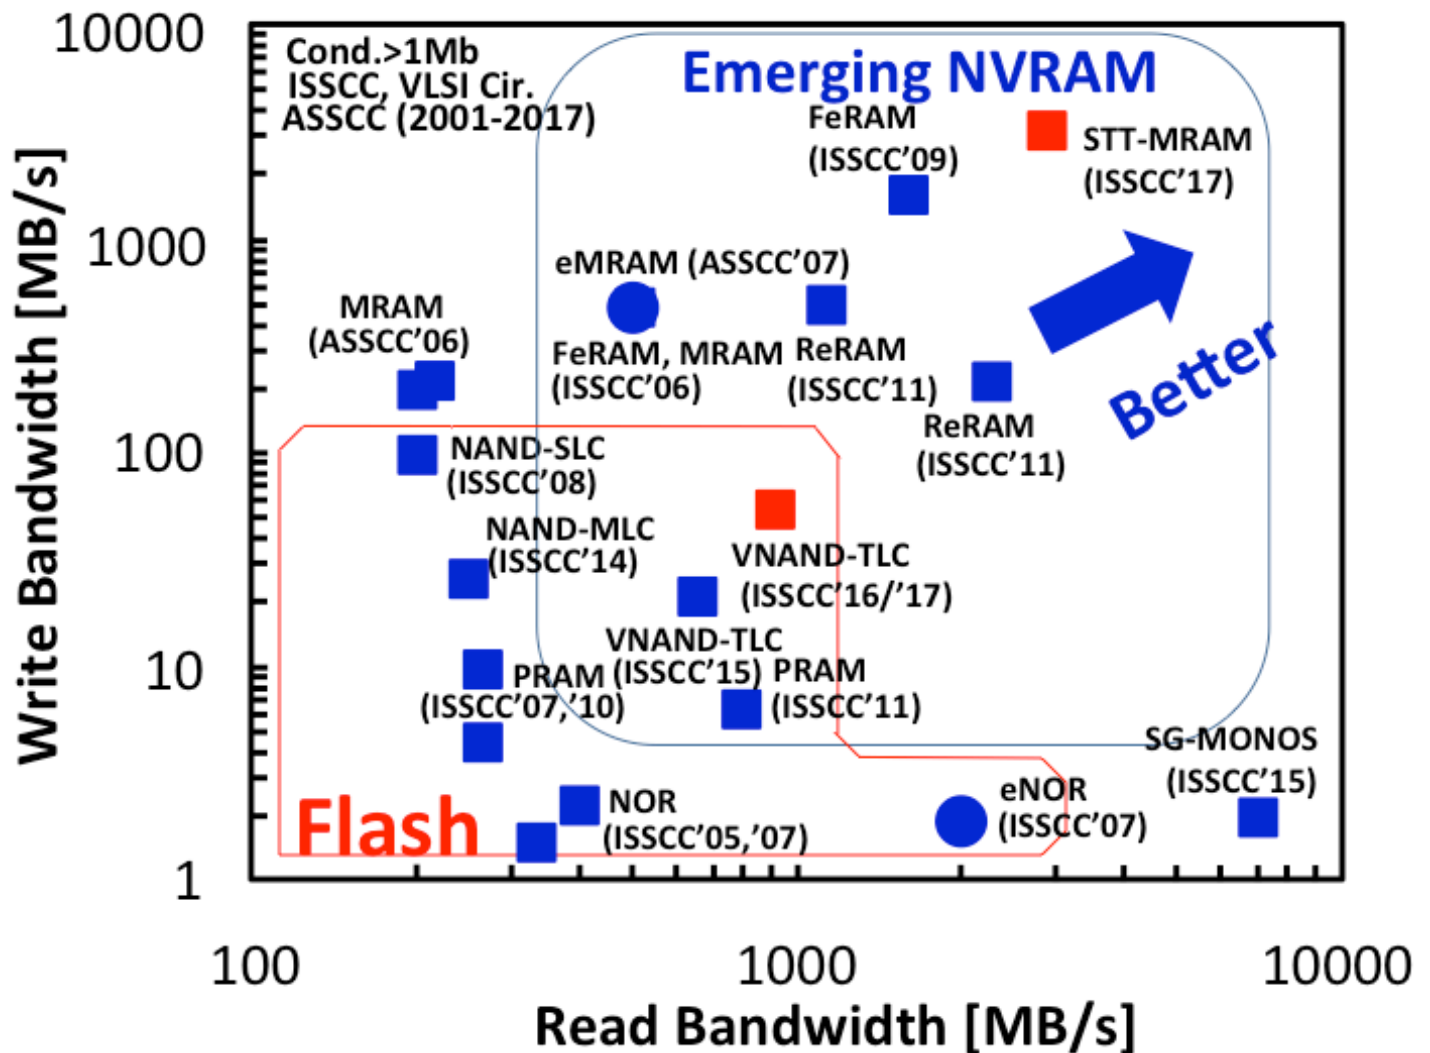 10000
1000
100
10
1
Write Bandwidth [MB/s]
Cond.>1Mb
ISSCC, VLSI Cir.
ASSCC (2001-2017)
Emerging NVRAM
FeRAM
(ISSCC'09)
STT-MRAM
(ISSCC'17)
eMRAM (ASSCC'07)
MRAM
(ASSCC'06)
FeRAM, MRAM
(ISSCC'06)
ReRAM
(ISSCC'11)
Better
ReRAM
(ISSCC'11)
NAND-SLC
(ISSCC'08)
NAND-MLC
(ISSCC'14)
VNAND-TLC
(ISSCC'16/'17)
VNAND-TLC
(ISSCC'15)
PRAM
(ISSCC'07,'10)
PRAM
(ISSCC'11)
SG-MONOS
(ISSCC'15)
Flash
NOR
(ISSCC'05,'07)
eNOR
(ISSCC'07)
100
1000
10000
Read Bandwidth [MB/s]